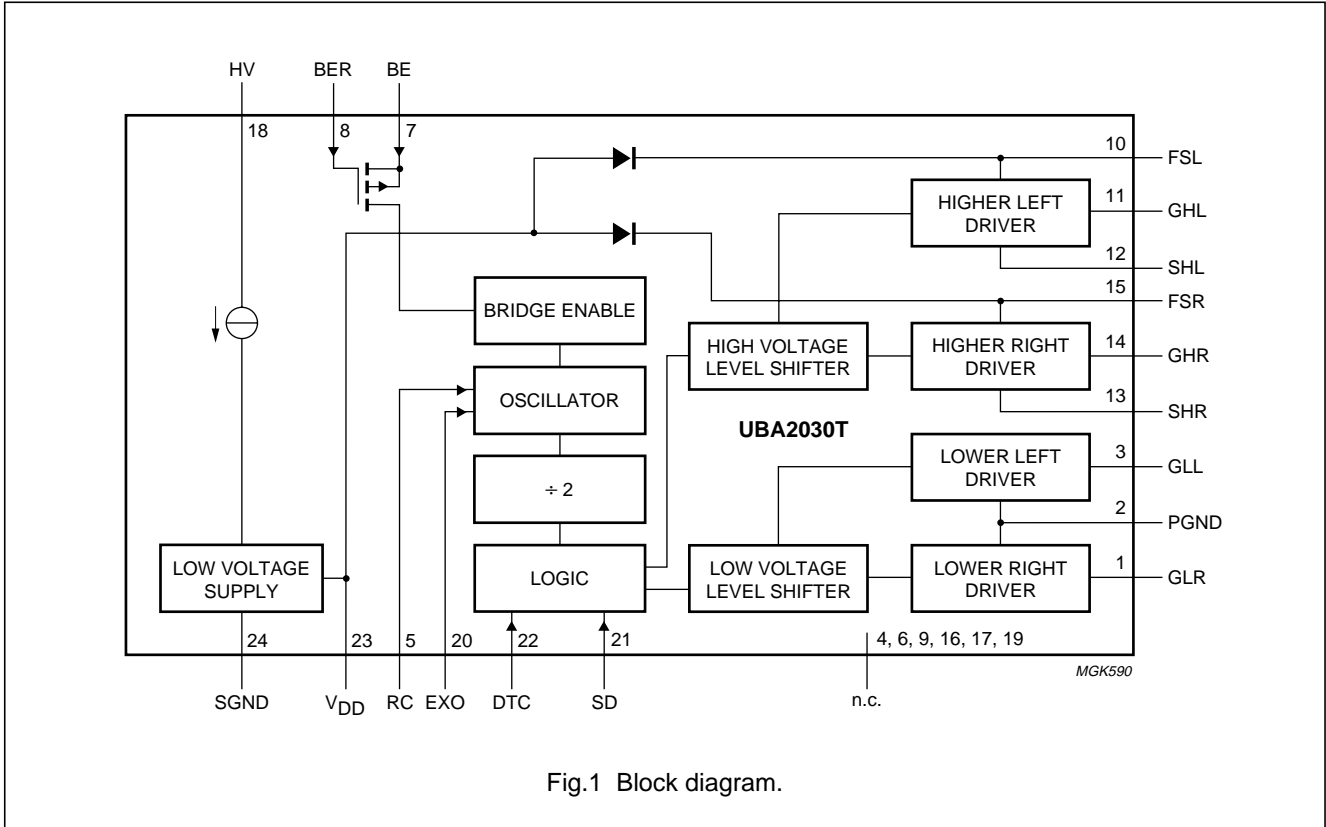 HV BER BE
18 8 7
10 FSL
HIGHER LEFT
DRIVER
11 GHL
12 SHL
15 FSR
BRIDGE ENABLE
HIGH VOLTAGE
LEVEL SHIFTER
HIGHER RIGHT
DRIVER
14 GHR
13 SHR
OSCILLATOR
UBA2030T
÷ 2
LOWER LEFT
DRIVER
3 GLL
2 PGND
LOW VOLTAGE
SUPPLY
LOGIC
LOW VOLTAGE
LEVEL SHIFTER
LOWER RIGHT
DRIVER
1 GLR
24 23 5 20 22 21 4, 6, 9, 16, 17, 19
MGK590
SGND VDD RC EXO DTC SD n.c.
Fig.1 Block diagram.